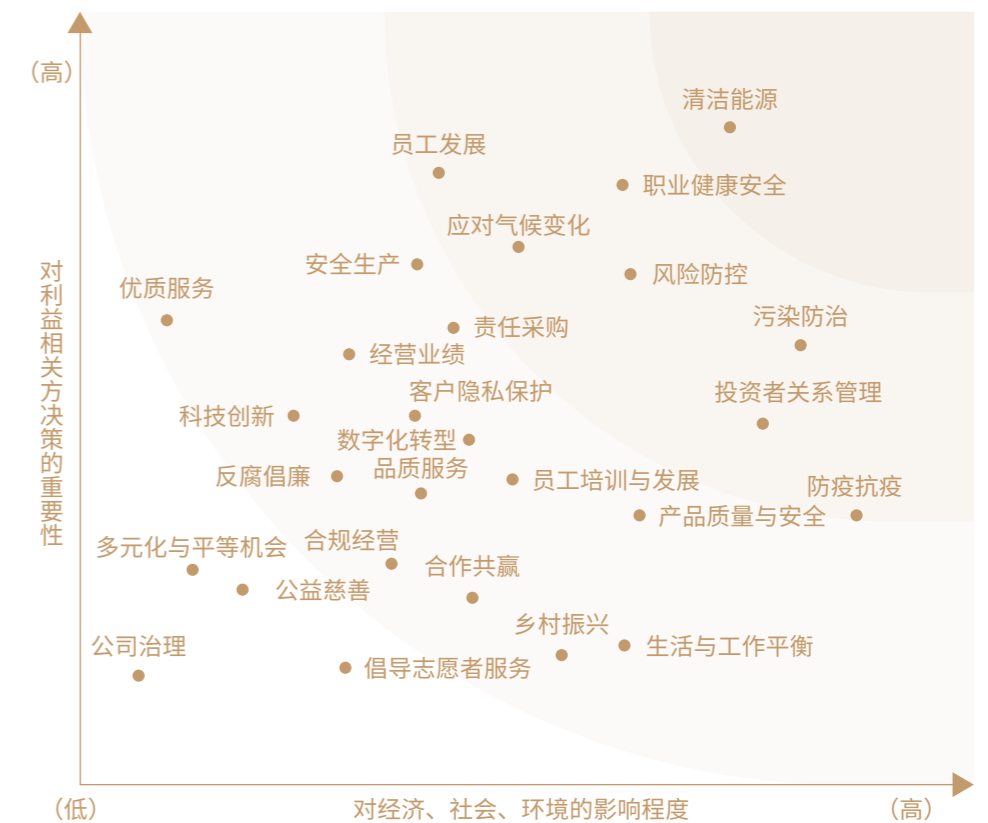 （高）
清洁能源
员工发展
职业健康安全
应对气候变化
安全生产
风险防控
优质服务
污染防治
责任采购
经营业绩
客户隐私保护
投资者关系管理
科技创新
数字化转型
品质服务
反腐倡廉
员工培训与发展
防疫抗疫
产品质量与安全
合规经营
多元化与平等机会
合作共赢
公益慈善
乡村振兴
公司治理
生活与工作平衡
倡导志愿者服务
对利益相关方决策的重要性
（低）
对经济、社会、环境的影响程度
（高）